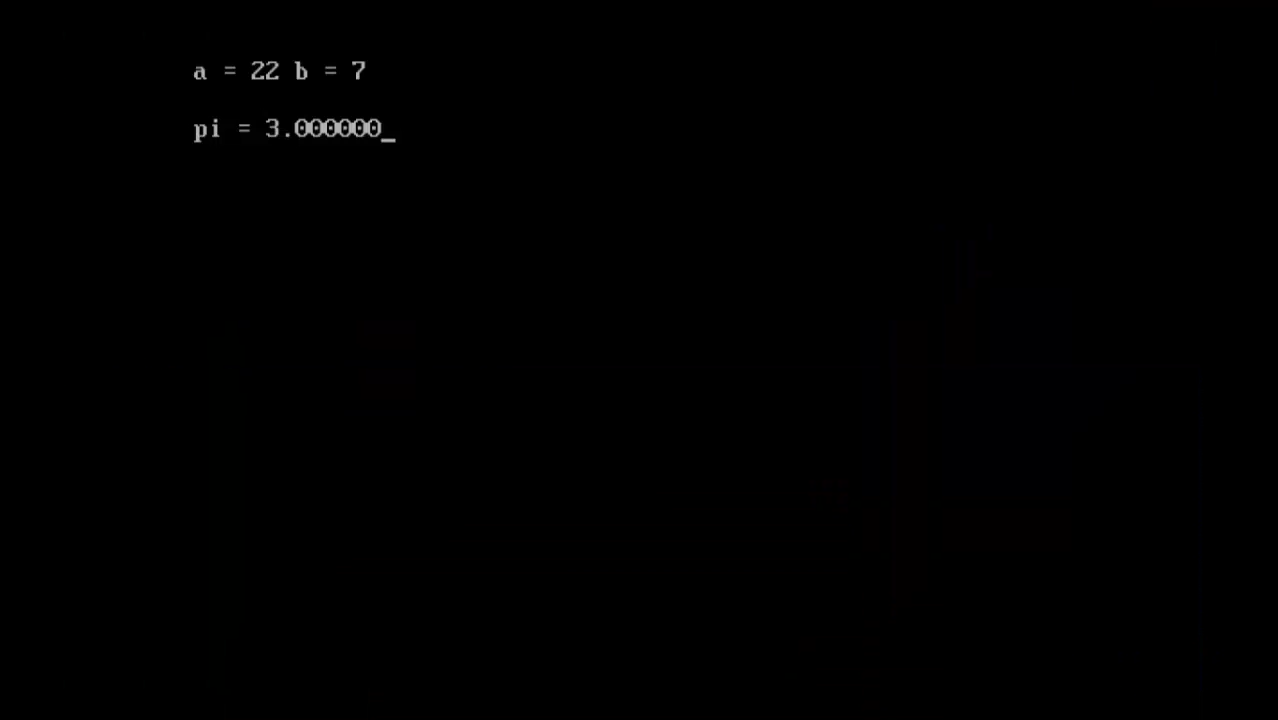 a = 22 b = 7
pi = 3.000000_